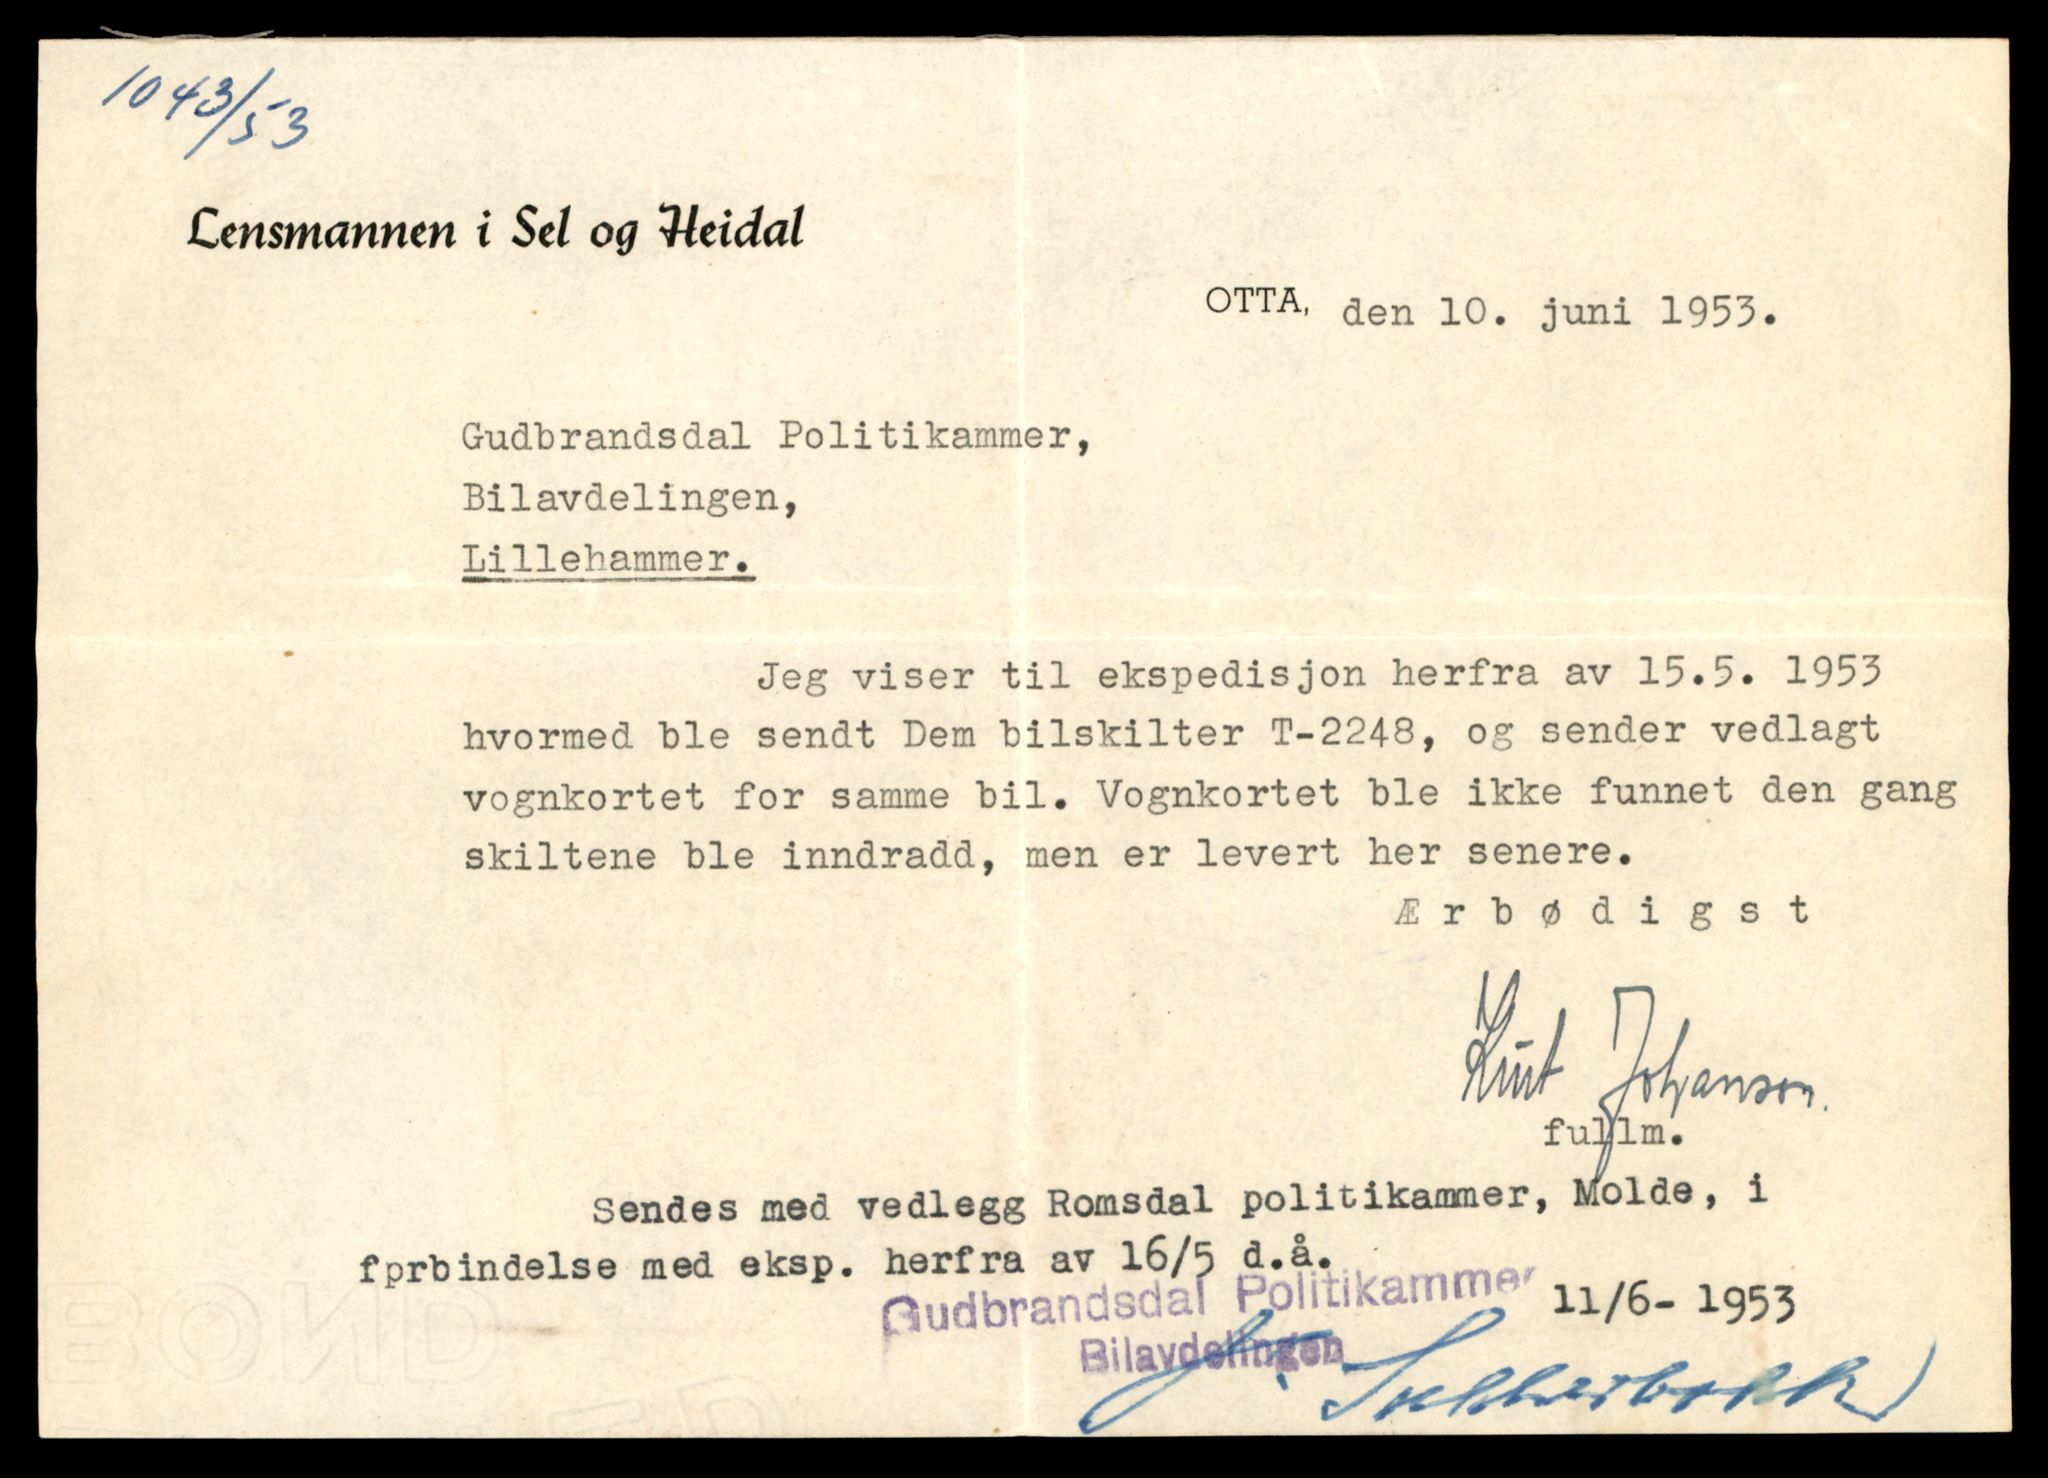 1043/53
Lensmannen i Sel og Heidal
OTTA, den 10. juni 1953.
Gudbrandsdal Politikammer,
Bilavdelingen,
Lillehammer.
Jeg viser til ekspedisjon herfra av 15.5. 1953
hvormed ble sendt Dem bilskilter T-2248, og sender vedlagt
vognkortet for samme bil. Vognkortet ble ikke funnet den gang
skiltene ble inndradd, men er levert her senere.
Ærbødigst
Kurt Johanson.
fullm.
Sendes med vedlegg Romsdal politikammer, Molde, i
fprbindelse med eksp. herfra av 16/5 d.å.
Gudbrandsdal Politikammer 11/6- 1953
Bilavdelingen
BOND